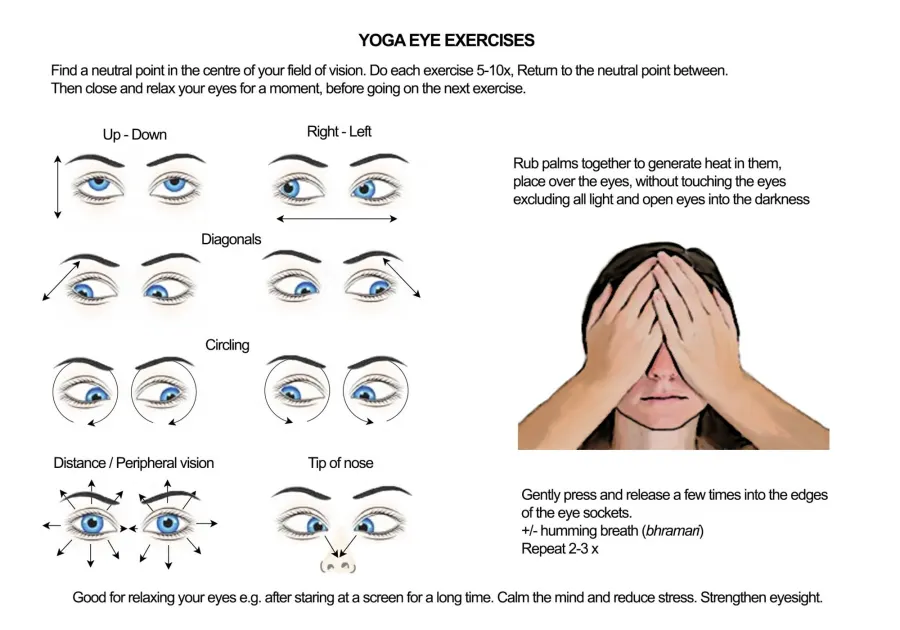 YOGA EYE EXERCISES
Find a neutral point in the centre of your field of vision. Do each exercise 5-10x, Return to the neutral point between.
Then close and relax your eyes for a moment, before going on the next exercise.
Up - Down
Right - Left
Rub palms together to generate heat in them,
place over the eyes, without touching the eyes
excluding all light and open eyes into the darkness
Diagonals
Circling
Distance / Peripheral vision
Tip of nose
Gently press and release a few times into the edges
of the eye sockets.
+/- humming breath (bhramari)
Repeat 2-3 x
Good for relaxing your eyes e.g. after staring at a screen for a long time. Calm the mind and reduce stress. Strengthen eyesight.